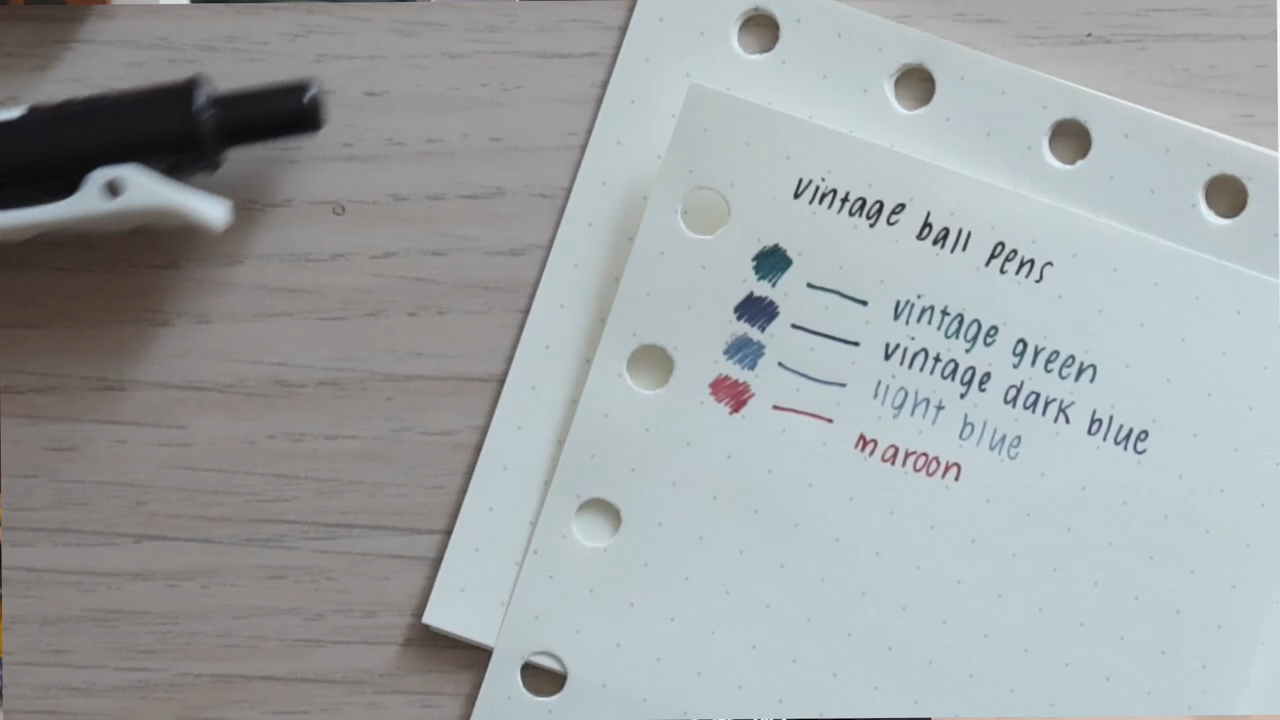 vintage ball pens
vintage green
vintage dark blue
light blue
maroon